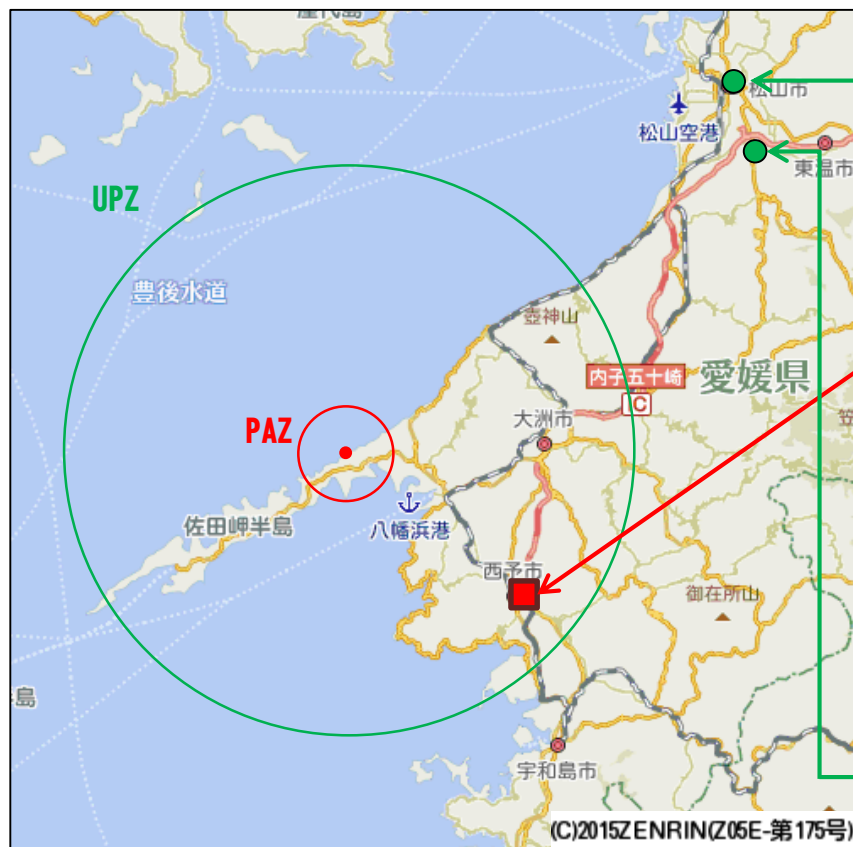 松山市
松山空港
東温市
UPZ
豊後水道
壺神山
内子五十崎
愛媛県
IC
大洲市
PAZ
佐田岬半島
八幡浜港
西予市
御在所山
島
宇和島市
(C)2015ZENRIN(Z05E-第175号)